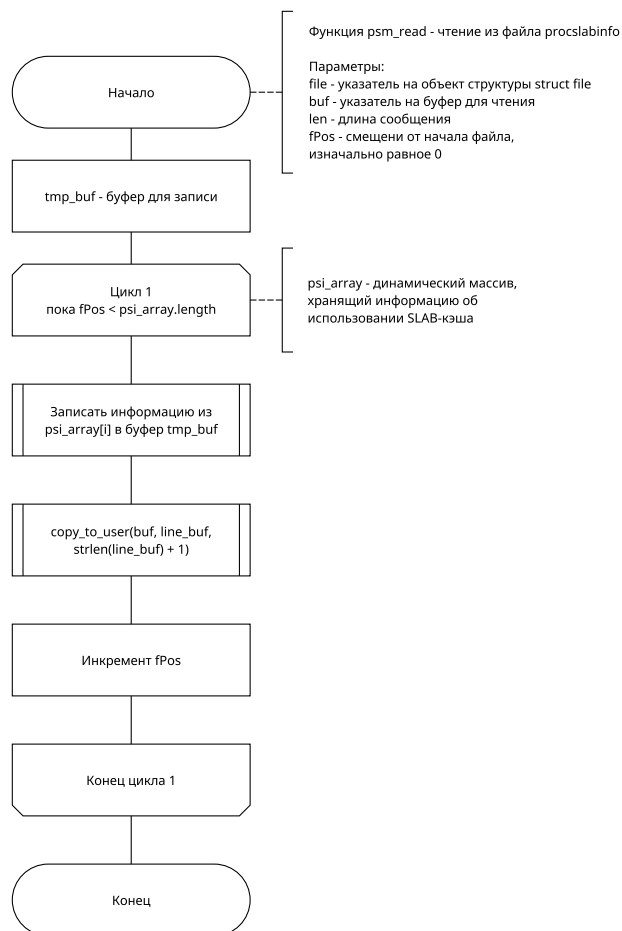 Функция psm_read - чтение из файла procslabinfo
Параметры:
file - указатель на объект структуры struct file
buf - указатель на буфер для чтения
len - длина сообщения
fPos - смещени от начала файла,
изначально равное 0
Начало
tmp_buf - буфер для записи
Цикл 1
пока fPos < psi_array.length
psi_array - динамический массив,
хранящий информацию об
использовании SLAB-кэша
Записать информацию из
psi_array[i] в буфер tmp_buf
copy_to_user(buf, line_buf,
strlen(line_buf) + 1)
Инкремент fPos
Конец цикла 1
Конец